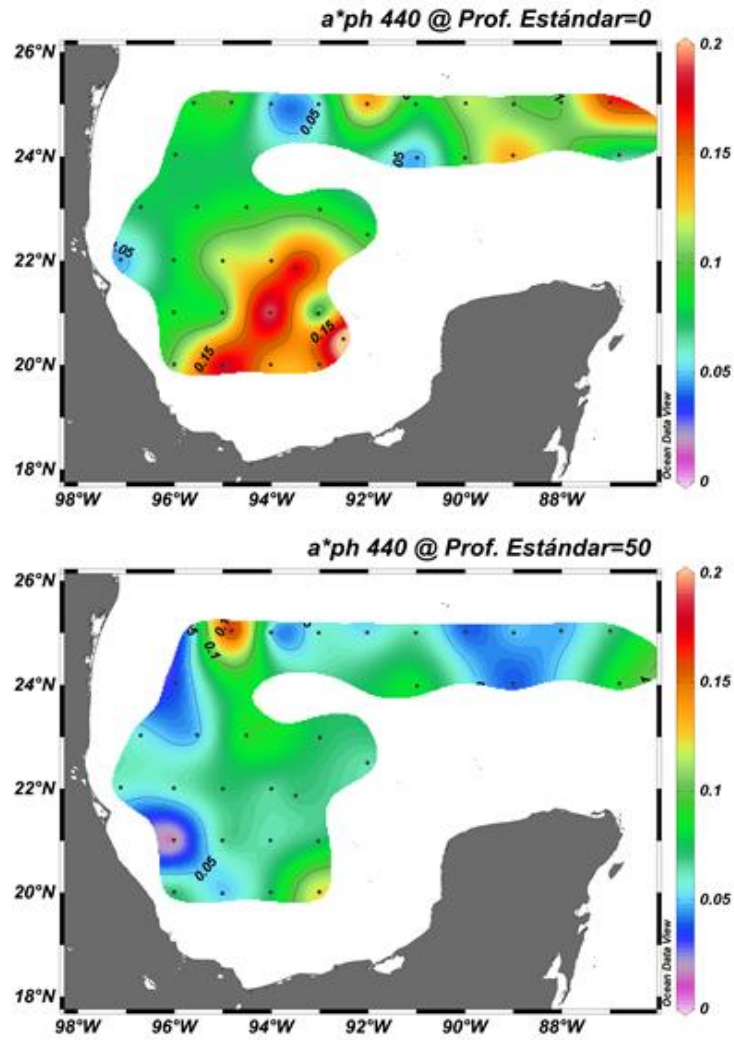 a*ph 440 @ Prof. Estándar=0
26°N
24°N
22°N
20°N
18°N
98°W 96°W 94°W 92°W 90°W 88°W
0.05
0.15
0.15
0.2
0.15
0.1
0.05
0
Ocean Data View
a*ph 440 @ Prof. Estándar=50
26°N
24°N
22°N
20°N
18°N
98°W 96°W 94°W 92°W 90°W 88°W
0.1
0.05
0.2
0.15
0.1
0.05
0
Ocean Data View